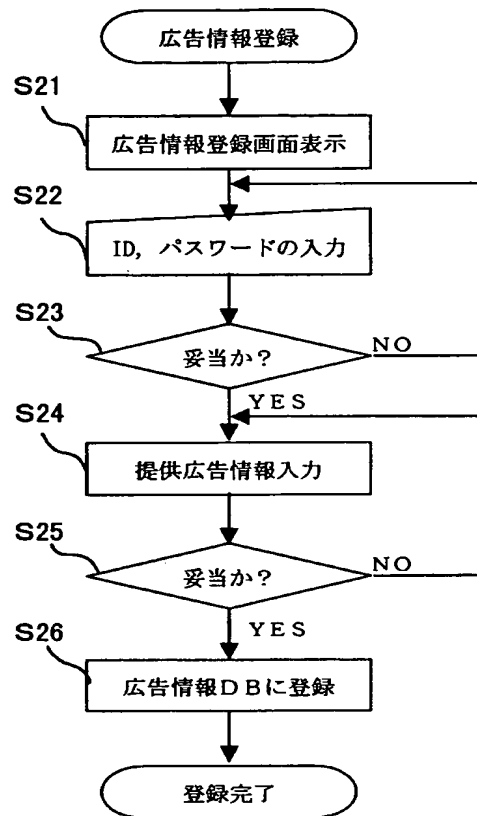 広告情報登録
S21
広告情報登録画面表示
S22
ID, パスワードの入力
S23
妥当か?
NO
YES
S24
提供広告情報入力
S25
妥当か?
NO
YES
S26
広告情報DBに登録
登録完了